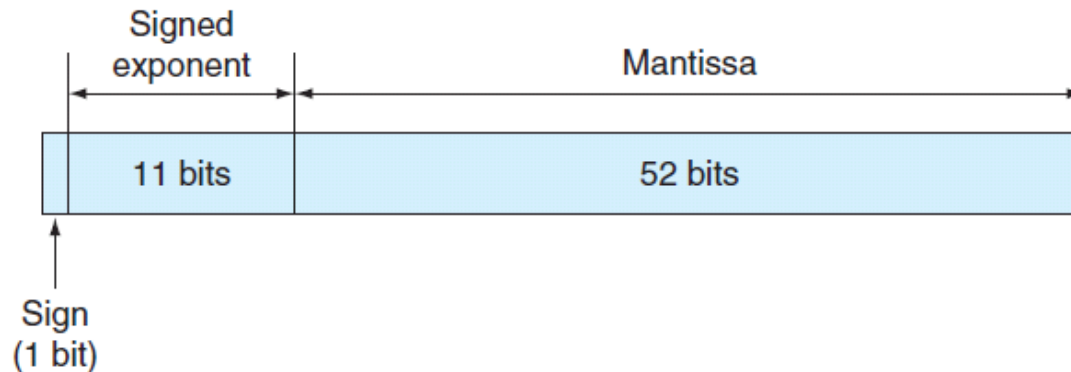 Signed
exponent
Mantissa
11 bits
52 bits
Sign
(1 bit)